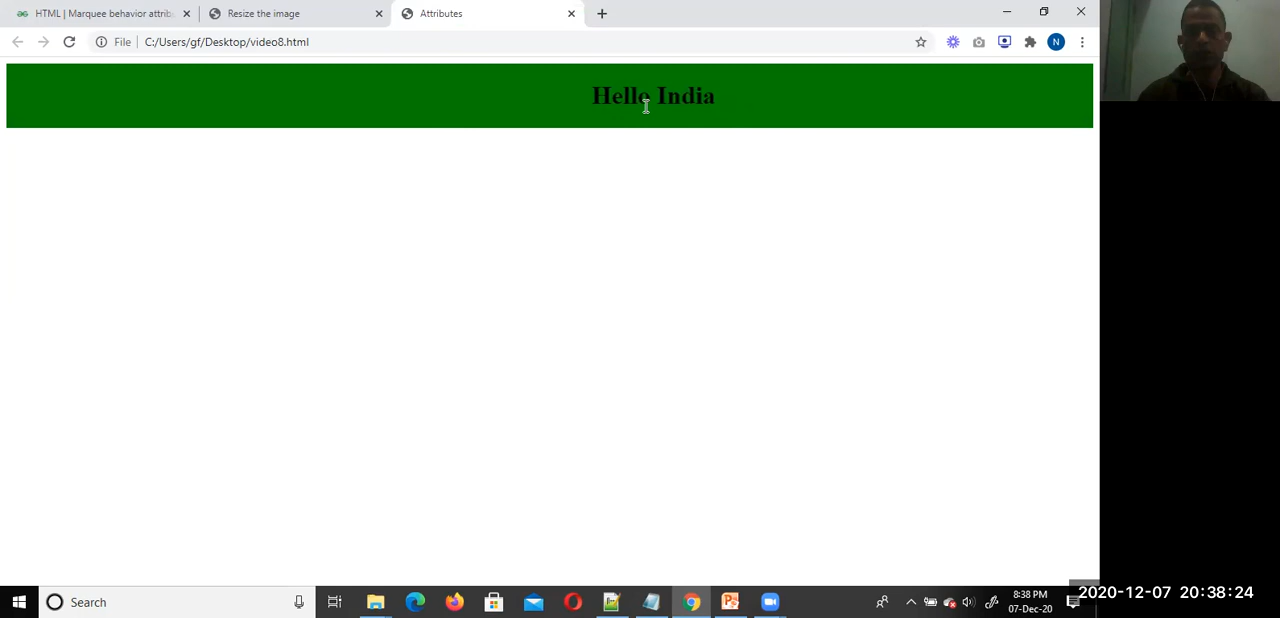 HTML | Marquee behavior attrib
Resize the image
Attributes
File
C:/Users/gf/Desktop/video8.html
N
Hello India
Search
8:38 PM
07-Dec-20
2020-12-07 20:38:24